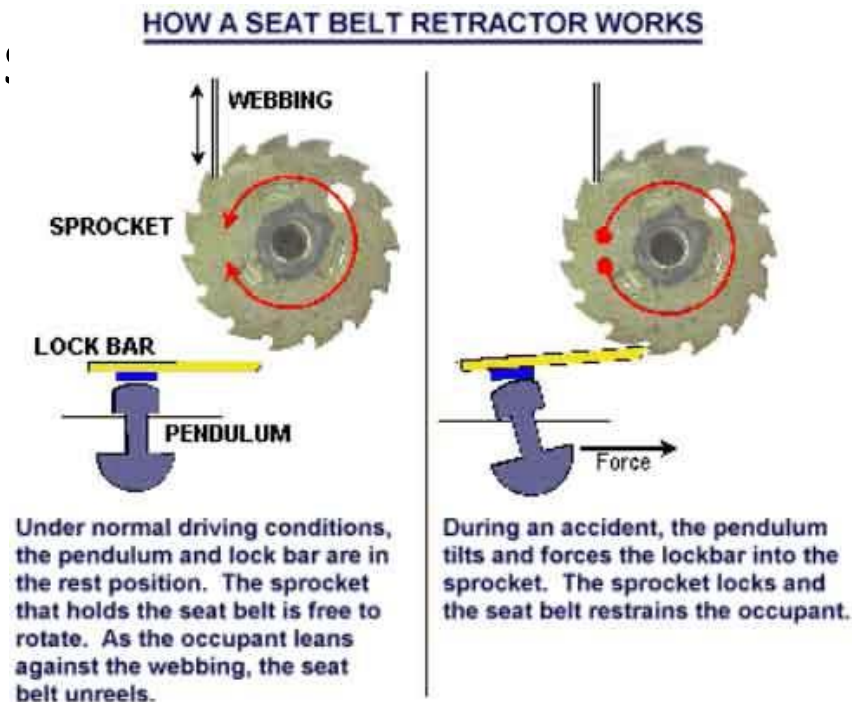 HOW A SEAT BELT RETRACTOR WORKS
WEBBING
SPROCKET
LOCK BAR
PENDULUM
Under normal driving conditions,
the pendulum and lock bar are in
the rest position. The sprocket
that holds the seat belt is free to
rotate. As the occupant leans
against the webbing, the seat
belt unreels.
Force
During an accident, the pendulum
tilts and forces the lockbar into the
sprocket. The sprocket locks and
the seat belt restrains the occupant.